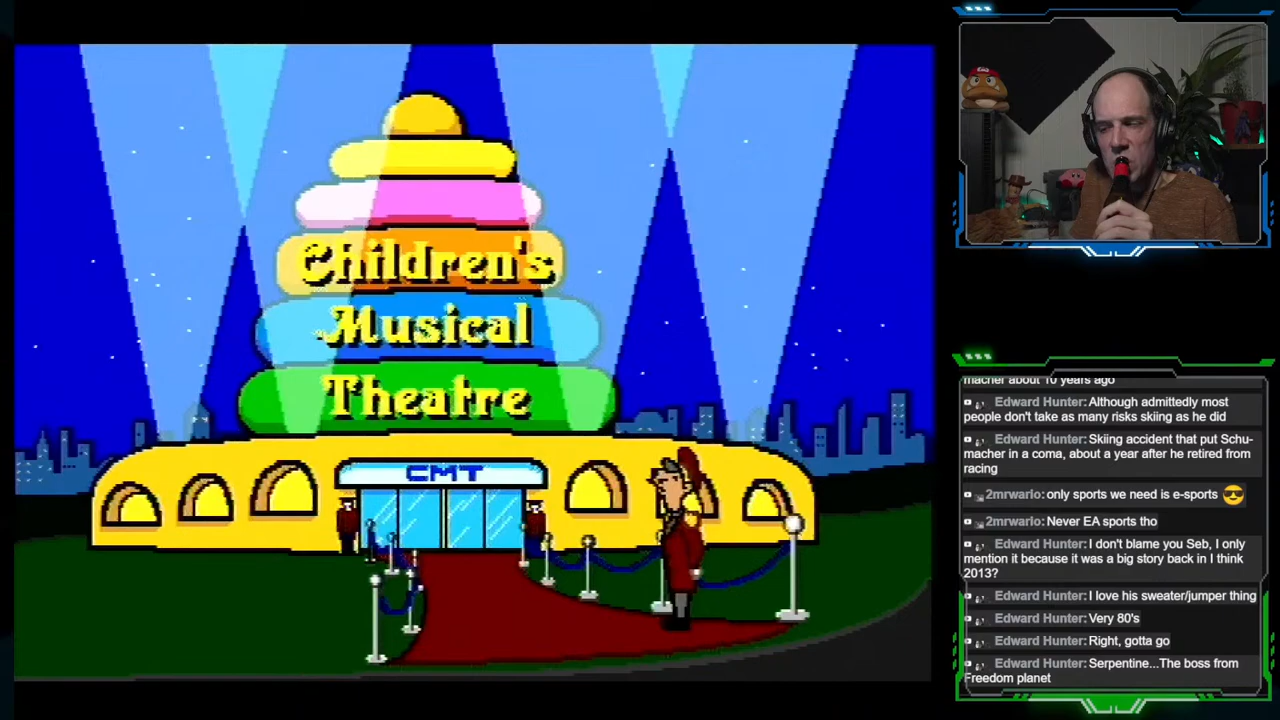 Children's
Musical
Theatre
CMT
macher about 10 years ago
Edward Hunter: Although admittedly most
people don't take as many risks skiing as he did
Edward Hunter: Skiing accident that put Schu-
macher in a coma, about a year after he retired from
racing
2mrwarlo: only sports we need is e-sports 😎
2mrwarlo: Never EA sports tho
Edward Hunter: I don't blame you Seb, I only
mention it because it was a big story back in I think
2013?
Edward Hunter: I love his sweater/jumper thing
Edward Hunter: Very 80's
Edward Hunter: Right, gotta go
Edward Hunter: Serpentine...The boss from
Freedom planet